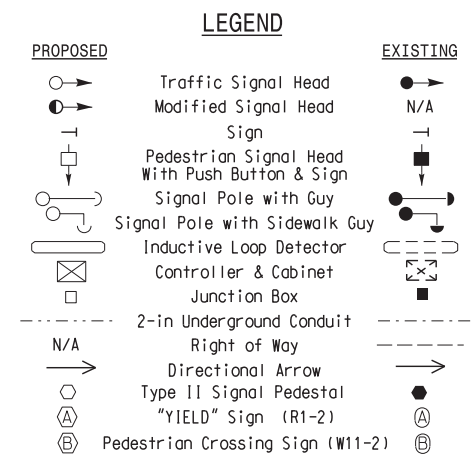 LEGEND
PROPOSED EXISTING
Traffic Signal Head
Modified Signal Head N/A
Sign
Pedestrian Signal Head
With Push Button & Sign
Signal Pole with Guy
Signal Pole with Sidewalk Guy
Inductive Loop Detector
Controller & Cabinet
Junction Box
2-in Underground Conduit
N/A Right of Way
Directional Arrow
Type II Signal Pedestal
A "YIELD" Sign (R1-2) A
B Pedestrian Crossing Sign (W11-2) B